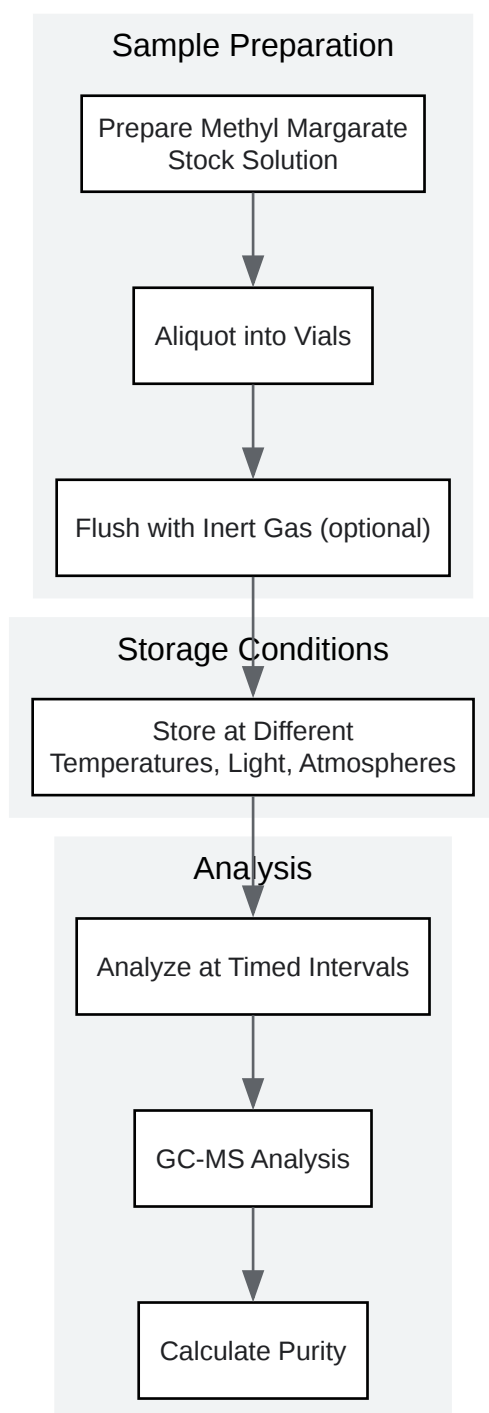 Sample Preparation
Prepare Methyl Margarate
Stock Solution
Aliquot into Vials
Flush with Inert Gas (optional)
Storage Conditions
Store at Different
Temperatures, Light, Atmospheres
Analysis
Analyze at Timed Intervals
GC-MS Analysis
Calculate Purity